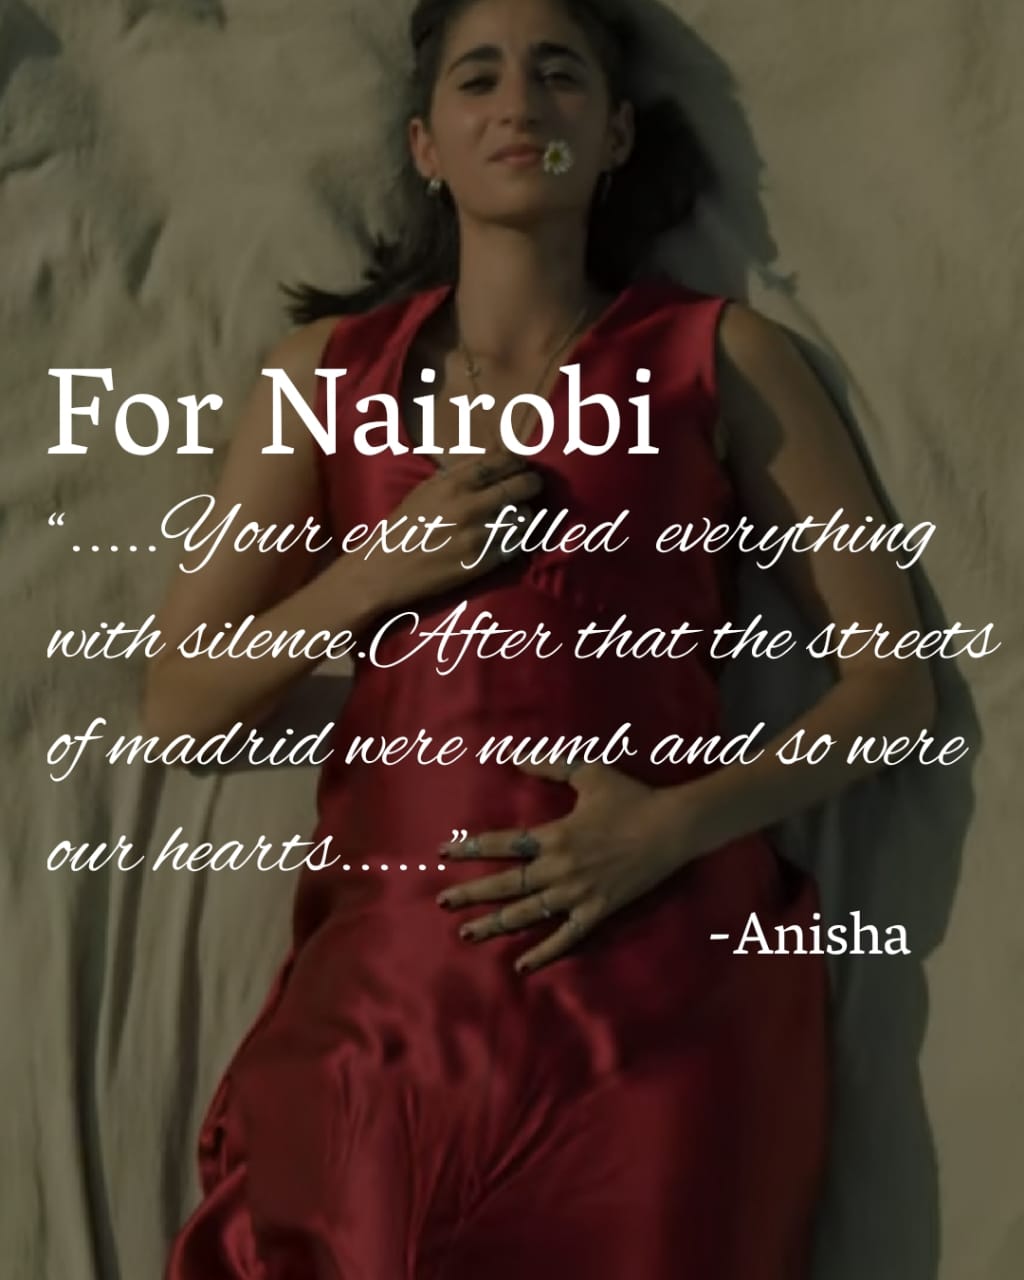 For Nairobi
“.....Your exit filled everything
with silence.After that the streets
of madrid were numb and so were
our hearts......”
-Anisha